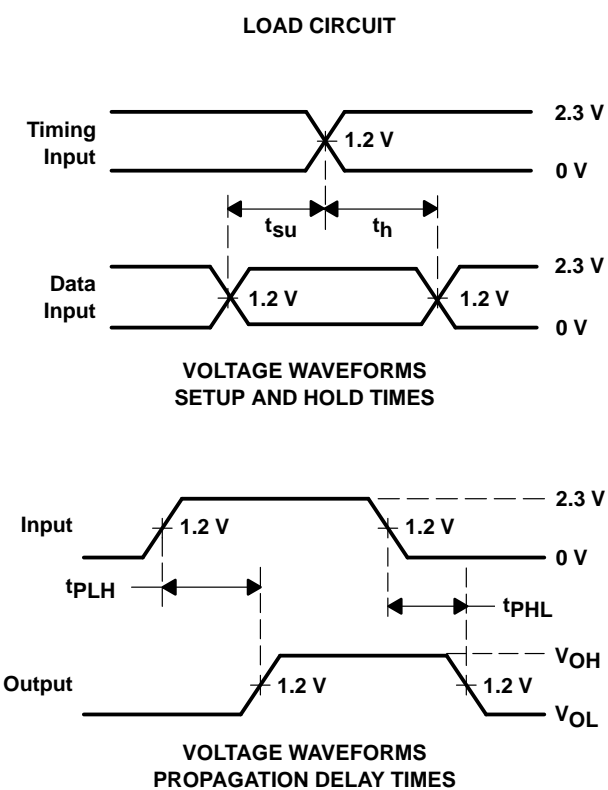 LOAD CIRCUIT
Timing
Input
1.2 V
2.3 V
0 V
tsu
th
Data
Input
1.2 V
1.2 V
2.3 V
0 V
VOLTAGE WAVEFORMS
SETUP AND HOLD TIMES
Input
1.2 V
1.2 V
2.3 V
0 V
tPLH
tPHL
Output
1.2 V
1.2 V
VOH
VOL
VOLTAGE WAVEFORMS
PROPAGATION DELAY TIMES